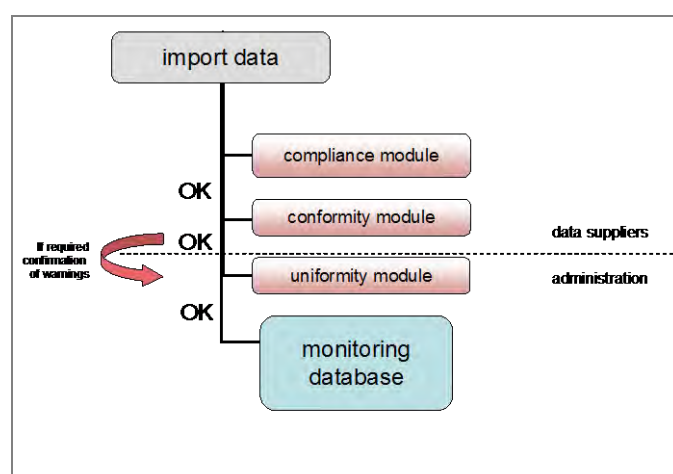 import data
compliance module
OK
conformity module
data suppliers
OK
If required
confirmation
of warnings
uniformity module
administration
OK
monitoring
database